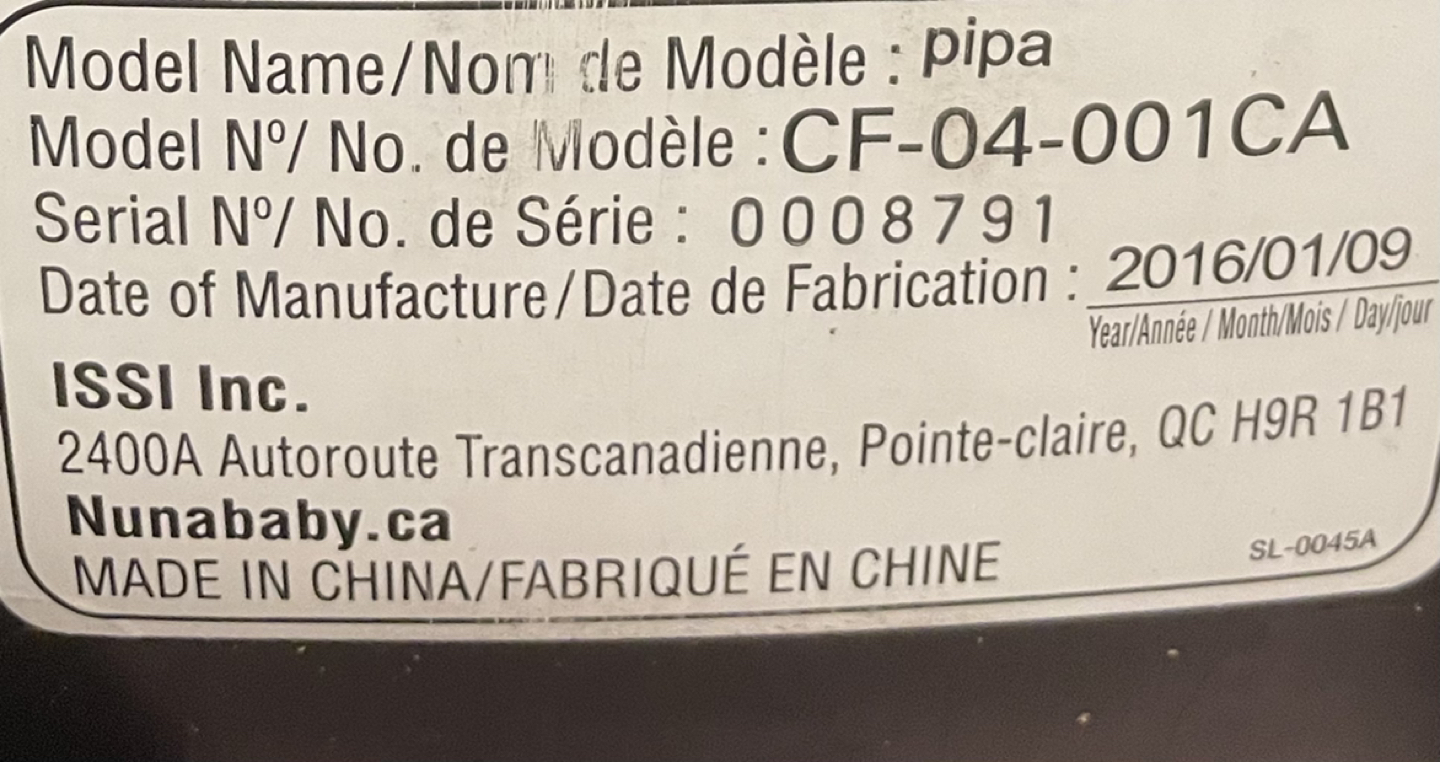 Model Name/Nom de Modèle : pipa
Model Nº/ No. de Modèle : CF-04-001CA
Serial Nº/ No. de Série : 0008791
Date of Manufacture/Date de Fabrication : 2016/01/09
Year/Année / Month/Mois / Day/jour
ISSI Inc.
2400A Autoroute Transcanadienne, Pointe-claire, QC H9R 1B1
Nunababy.ca
MADE IN CHINA/FABRIQUÉ EN CHINE
SL-0045A